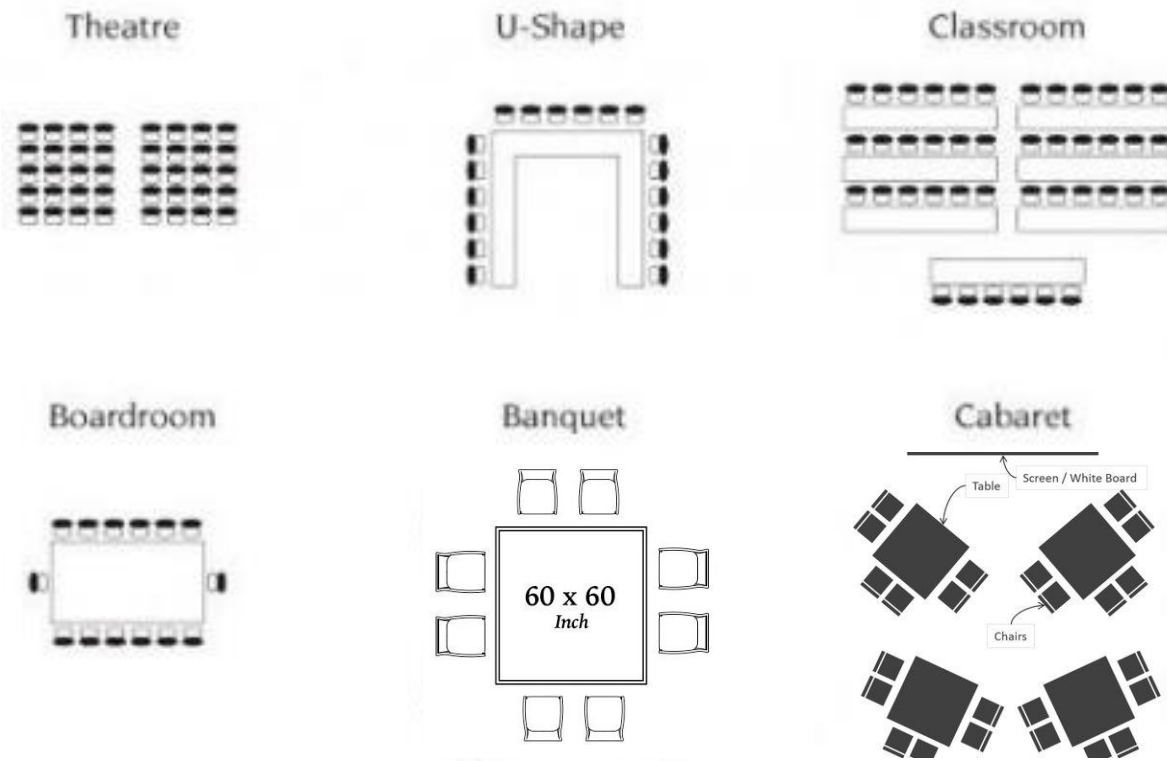 Theatre
U-Shape
Classroom
Boardroom
Banquet
Cabaret
Screen / White Board
Table
60 x 60
Inch
Chairs